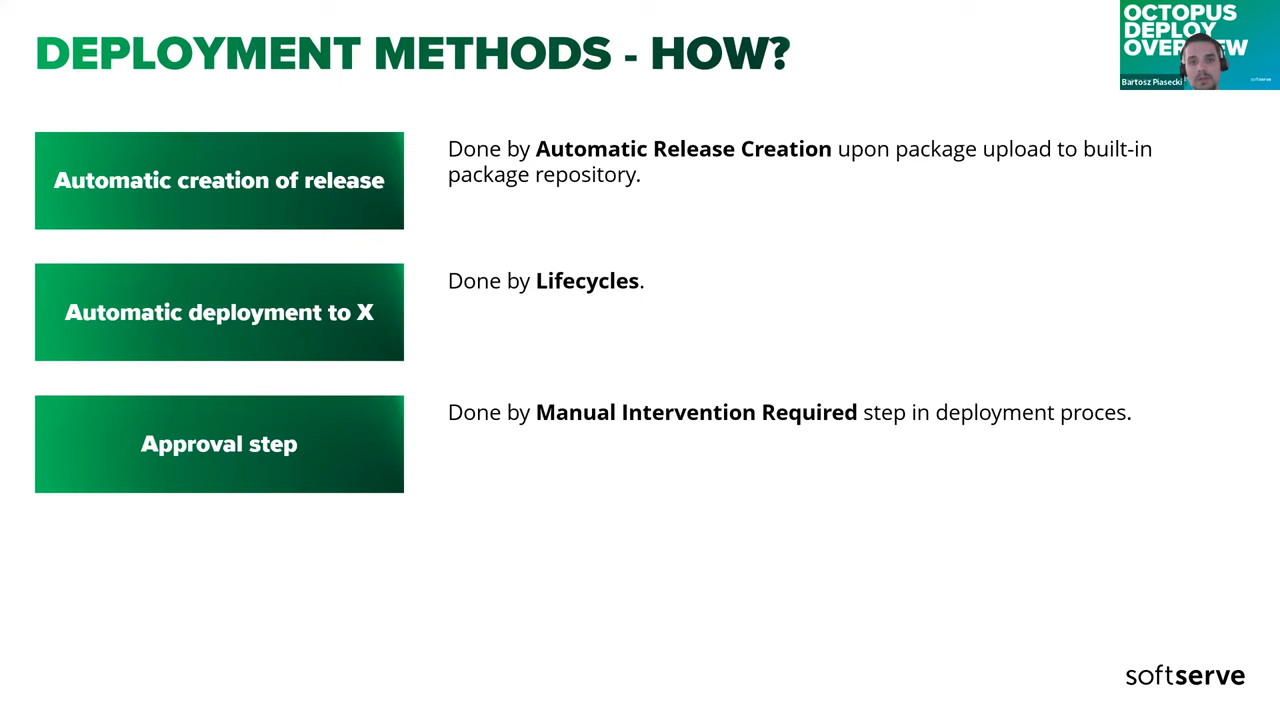 DEPLOYMENT METHODS - HOW?
OCTOPUS
DEPLOY
Bartosz Piasecki
softserve
Automatic creation of release
Done by Automatic Release Creation upon package upload to built-in
package repository.
Automatic deployment to X
Done by Lifecycles.
Approval step
Done by Manual Intervention Required step in deployment proces.
softserve